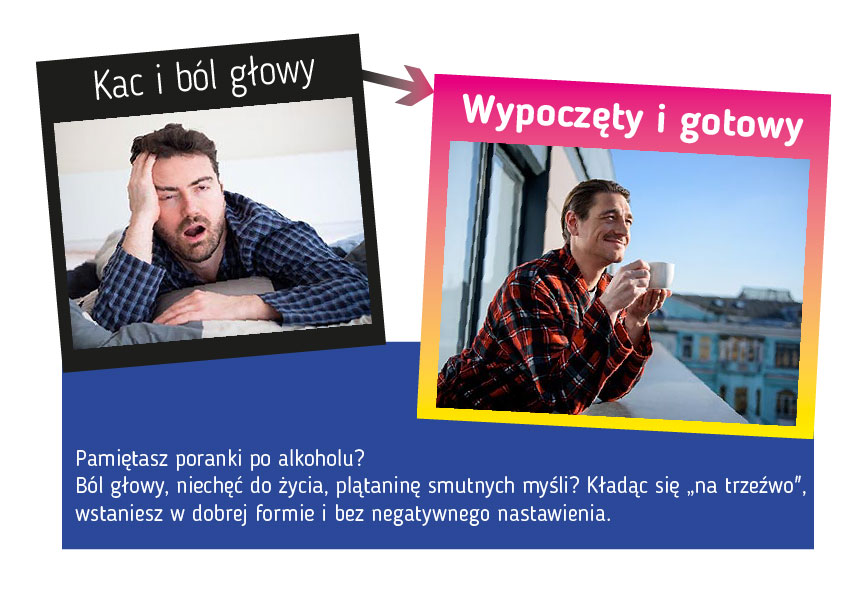 Kac i ból głowy
Wypoczęty i gotowy
Pamiętasz poranki po alkoholu?
Ból głowy, niechęć do życia, plątaninę smutnych myśli? Kładąc się „na trzeźwo”,
wstaniesz w dobrej formie i bez negatywnego nastawienia.